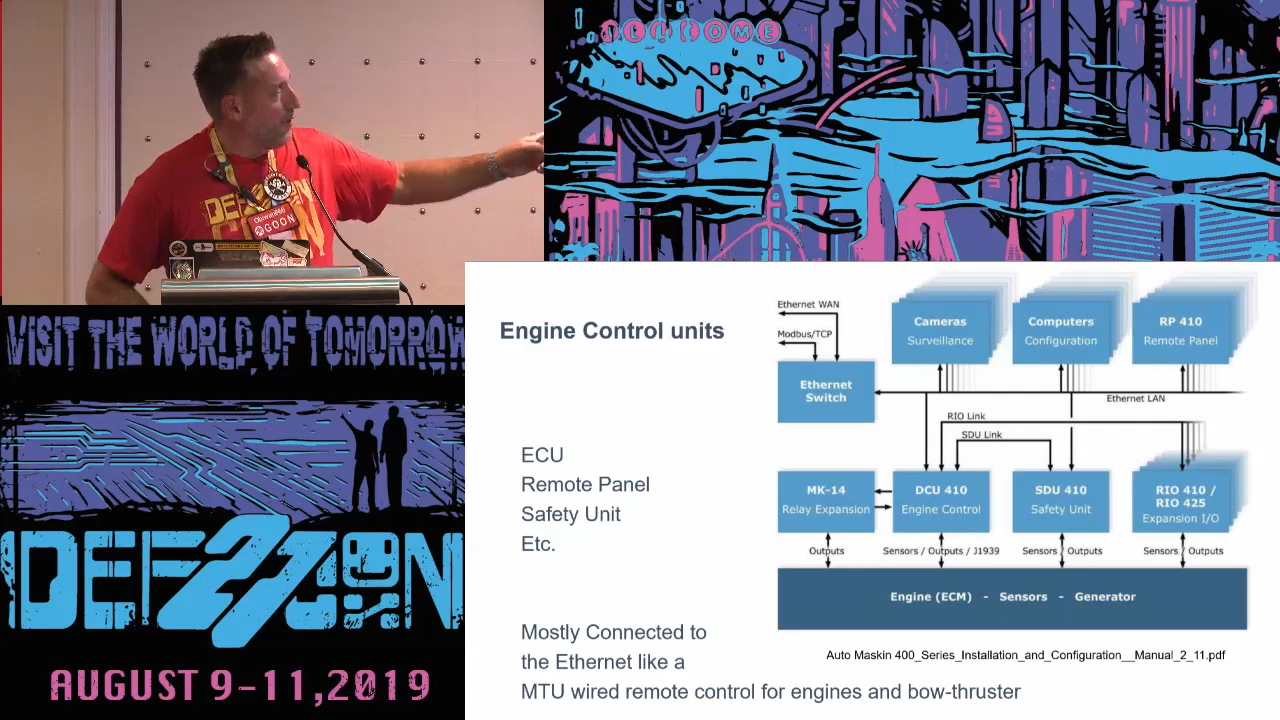 WELCOME
DEFCON
GOON
VISIT THE WORLD OF TOMORROW
DEF 27 CON
AUGUST 9-11,2019
Engine Control units
ECU
Remote Panel
Safety Unit
Etc.
Mostly Connected to
the Ethernet like a
MTU wired remote control for engines and bow-thruster
Ethernet WAN
Modbus/TCP
Ethernet
Switch
Cameras
Surveillance
Computers
Configuration
RP 410
Remote Panel
Ethernet LAN
RIO Link
SDU Link
MK-14
Relay Expansion
DCU 410
Engine Control
SDU 410
Safety Unit
RIO 410 /
RIO 425
Expansion I/O
Outputs
Sensors / Outputs / J1939
Sensors / Outputs
Sensors / Outputs
Engine (ECM) - Sensors - Generator
Auto Maskin 400_Series_Installation_and_Configuration__Manual_2_11.pdf